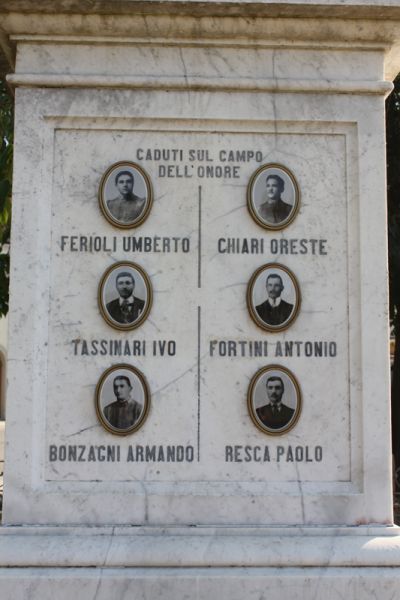 CADUTI SUL CAMPO
DELL'ONORE
FERIOLI UMBERTO
CHIARI ORESTE
TASSINARI IVO
FORTINI ANTONIO
BONZAGNI ARMANDO
RESCA PAOLO